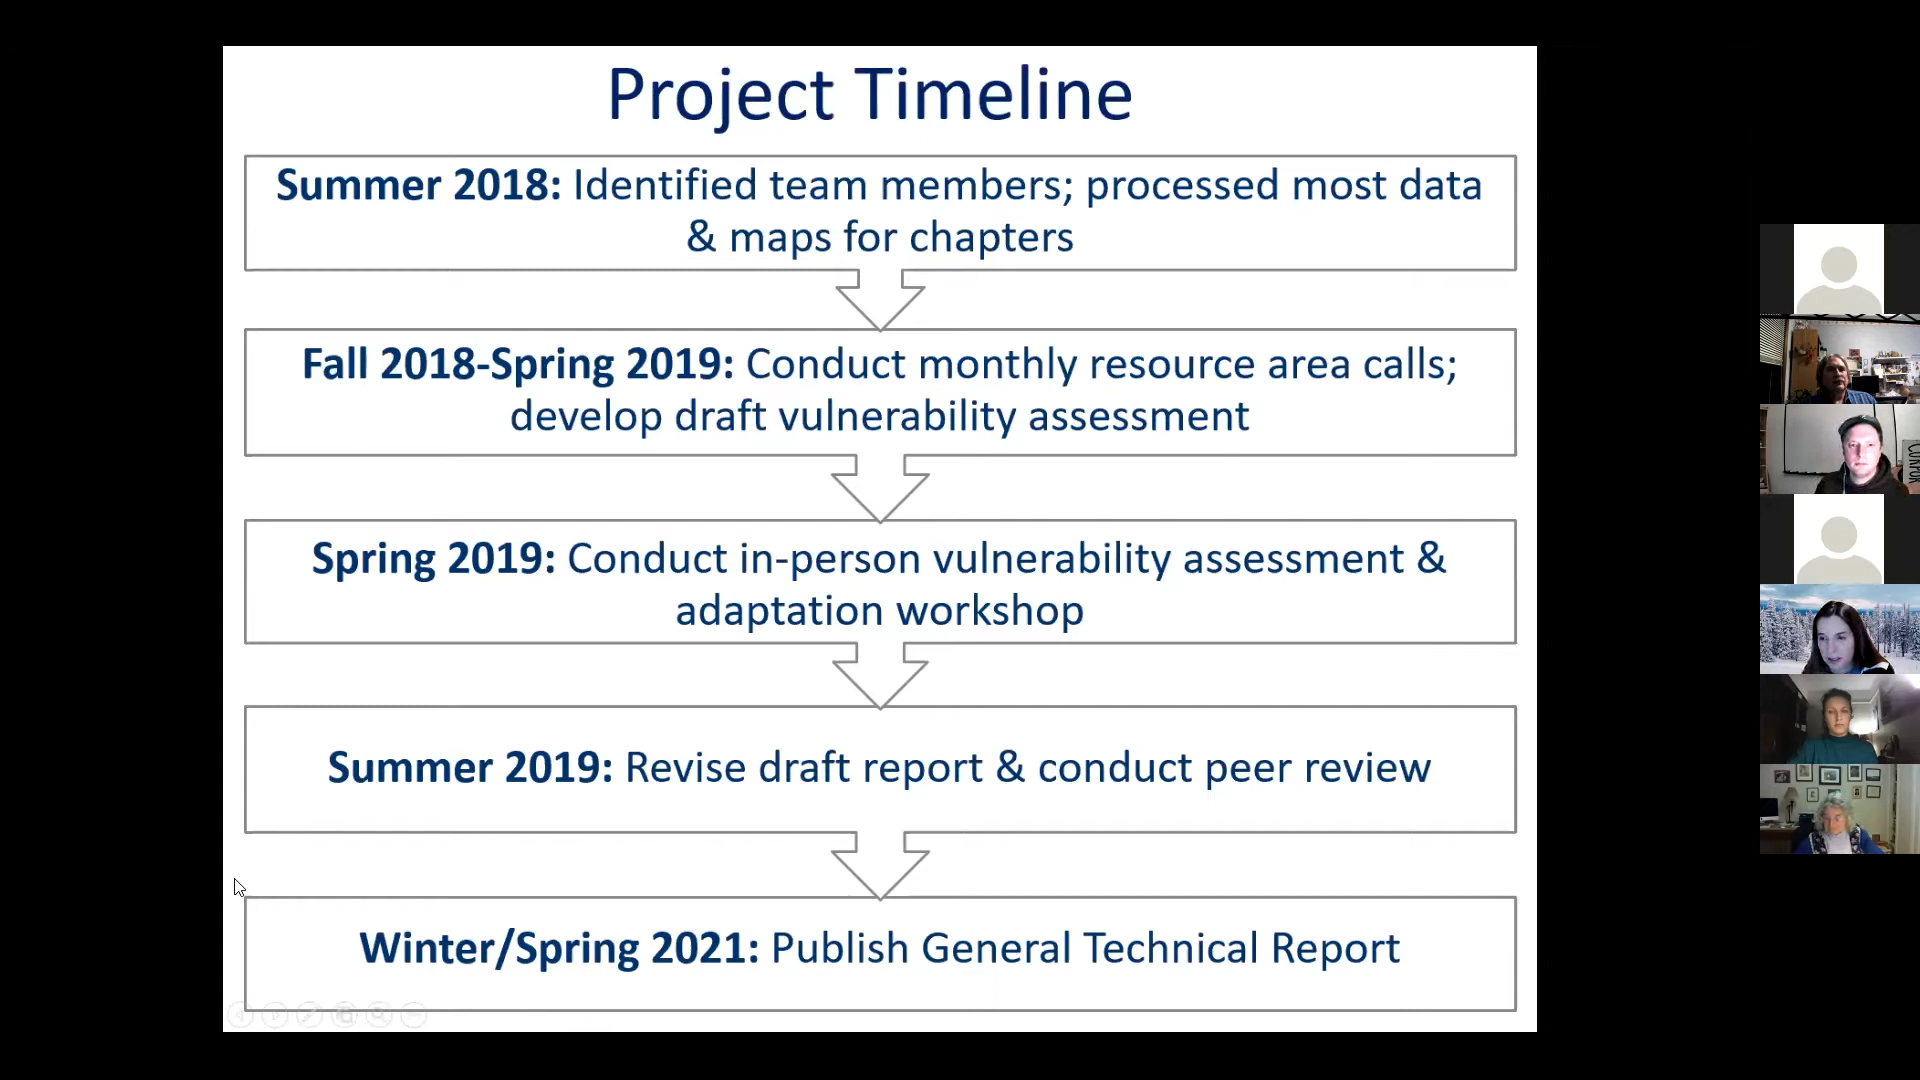 Project Timeline
Summer 2018: Identified team members; processed most data
& maps for chapters
Fall 2018-Spring 2019: Conduct monthly resource area calls;
develop draft vulnerability assessment
Spring 2019: Conduct in-person vulnerability assessment &
adaptation workshop
Summer 2019: Revise draft report & conduct peer review
Winter/Spring 2021: Publish General Technical Report